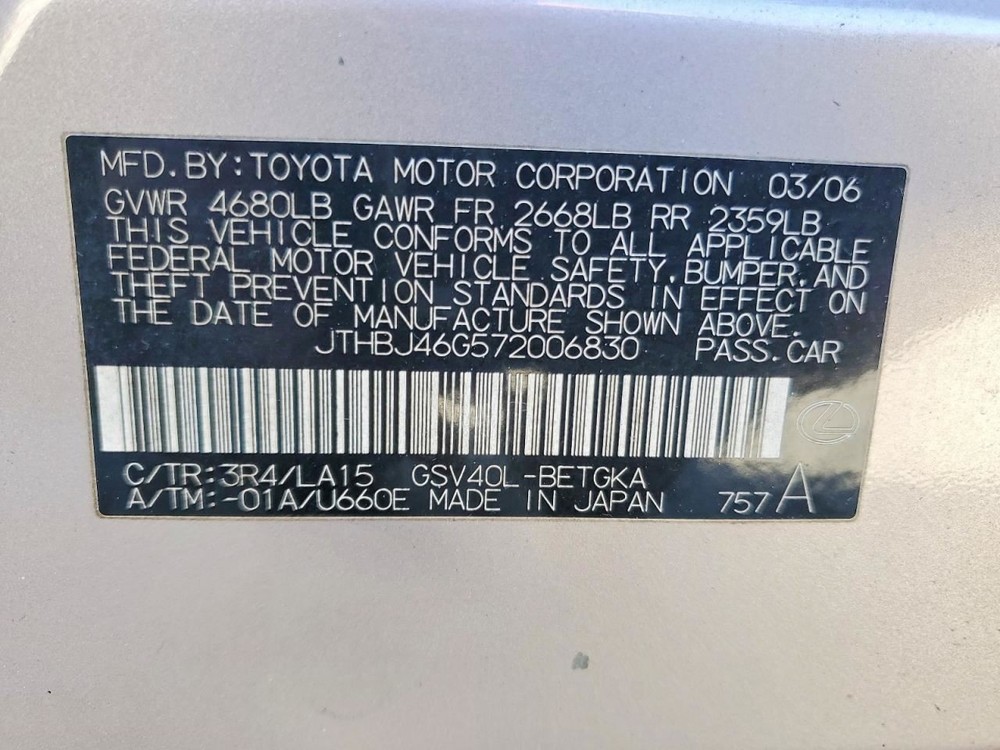 MFD. BY: TOYOTA MOTOR CORPORATION 03/06
GVWR 4680LB GAWR FR 2668LB RR 2359LB
THIS VEHICLE CONFORMS TO ALL APPLICABLE
FEDERAL MOTOR VEHICLE SAFETY, BUMPER, AND
THEFT PREVENTION STANDARDS IN EFFECT ON
THE DATE OF MANUFACTURE SHOWN ABOVE.
JTHBJ46G572006830 PASS. CAR
C/TR: 3R4/LA15 GSV40L-BETGKA
A/TM: -01A/U660E MADE IN JAPAN 757 A